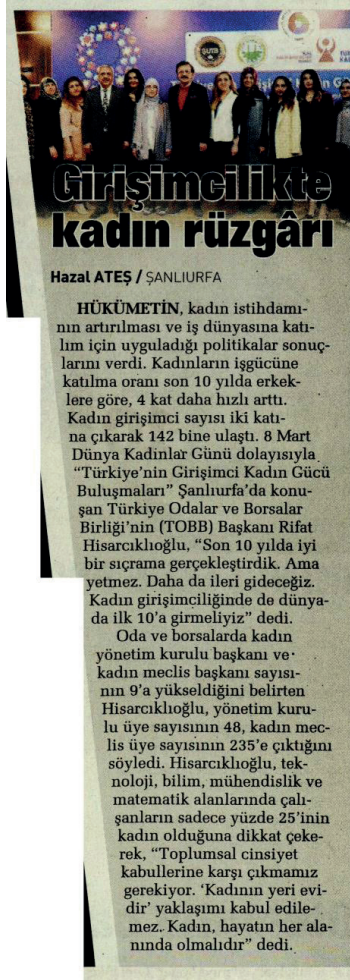 ŞUTB
Girişimcilikte
kadın rüzgârı
Hazal ATEŞ / ŞANLIURFA
HÜKÜMETİN, kadın istihdamı-
nın artırılması ve iş dünyasına katı-
lım için uyguladığı politikalar sonuç-
larını verdi. Kadınların işgücüne
katılma oranı son 10 yılda erkek-
lere göre, 4 kat daha hızlı arttı.
Kadın girişimci sayısı iki katı-
na çıkarak 142 bine ulaştı. 8 Mart
Dünya Kadınlar Günü dolayısıyla
“Türkiye’nin Girişimci Kadın Gücü
Buluşmaları” Şanlıurfa’da konu-
şan Türkiye Odalar ve Borsalar
Birliği’nin (TOBB) Başkanı Rifat
Hisarcıklıoğlu, “Son 10 yılda iyi
bir sıçrama gerçekleştirdik. Ama
yetmez. Daha da ileri gideceğiz.
Kadın girişimciliğinde de dünya-
da ilk 10’a girmeliyiz” dedi.
Oda ve borsalarda kadın
yönetim kurulu başkanı ve
kadın meclis başkanı sayısı-
nın 9’a yükseldiğini belirten
Hisarcıklıoğlu, yönetim kuru-
lu üye sayısının 48, kadın mec-
lis üye sayısının 235’e çıktığını
söyledi. Hisarcıklıoğlu, tek-
noloji, bilim, mühendislik ve
matematik alanlarında çalı-
şanların sadece yüzde 25’inin
kadın olduğuna dikkat çeke-
rek, “Toplumsal cinsiyet
kabullerine karşı çıkmamız
gerekiyor. ‘Kadının yeri evi-
dir’ yaklaşımı kabul edile-
mez. Kadın, hayatın her ala-
nında olmalıdır” dedi.